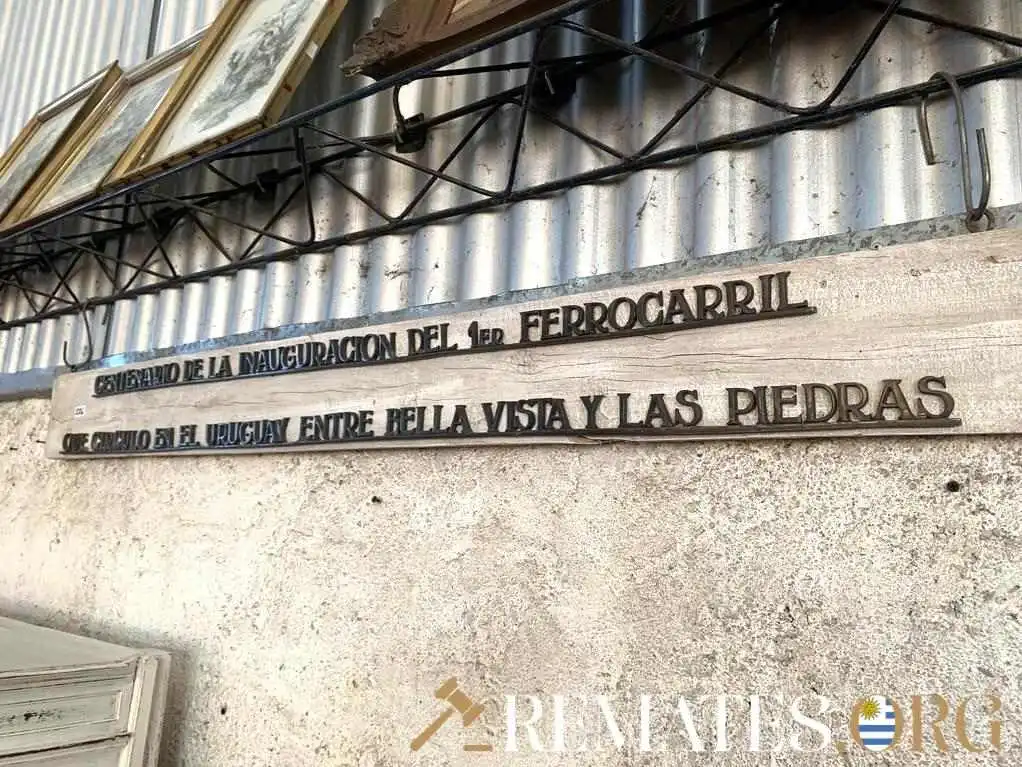 CENTENARIO DE LA INAUGURACION DEL 1ER FERROCARRIL
QUE CIRCULO EN EL URUGUAY ENTRE BELLA VISTA Y LAS PIEDRAS
REMATES.ORG